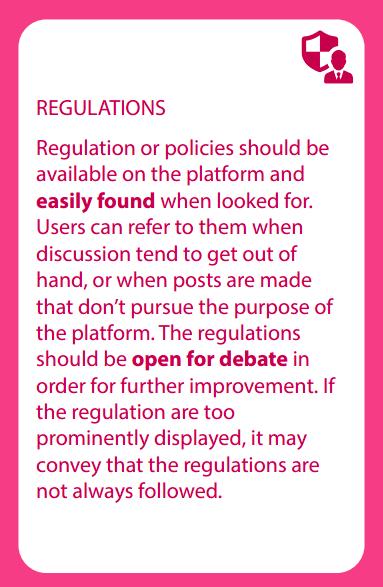 REGULATIONS
Regulation or policies should be
available on the platform and
easily found when looked for.
Users can refer to them when
discussion tend to get out of
hand, or when posts are made
that don’t pursue the purpose of
the platform. The regulations
should be open for debate in
order for further improvement. If
the regulation are too
prominently displayed, it may
convey that the regulations are
not always followed.